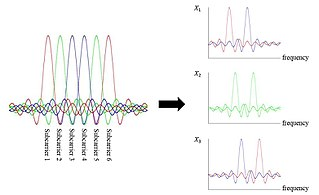 Subcarrier 1
Subcarrier 2
Subcarrier 3
Subcarrier 4
Subcarrier 5
Subcarrier 6
X₁
frequency
X₂
frequency
X₃
frequency